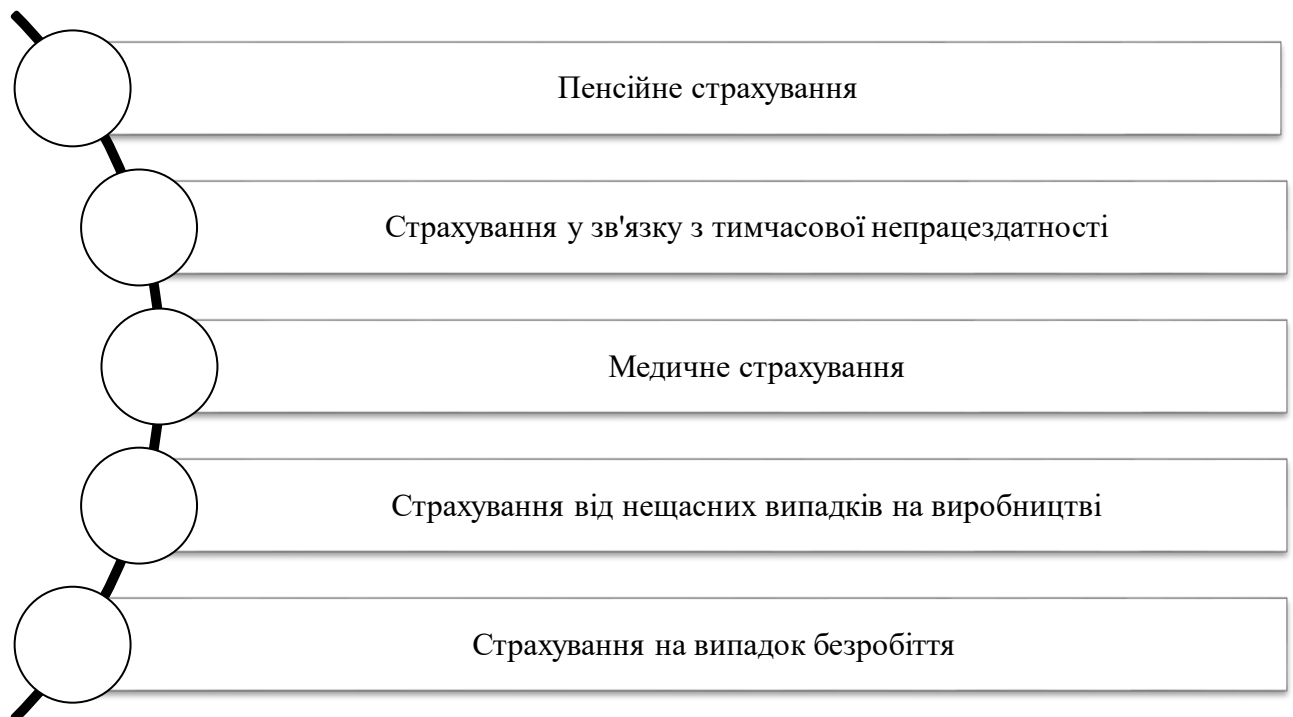 Пенсійне страхування
Страхування у зв'язку з тимчасової непрацездатності
Медичне страхування
Страхування від нещасних випадків на виробництві
Страхування на випадок безробіття